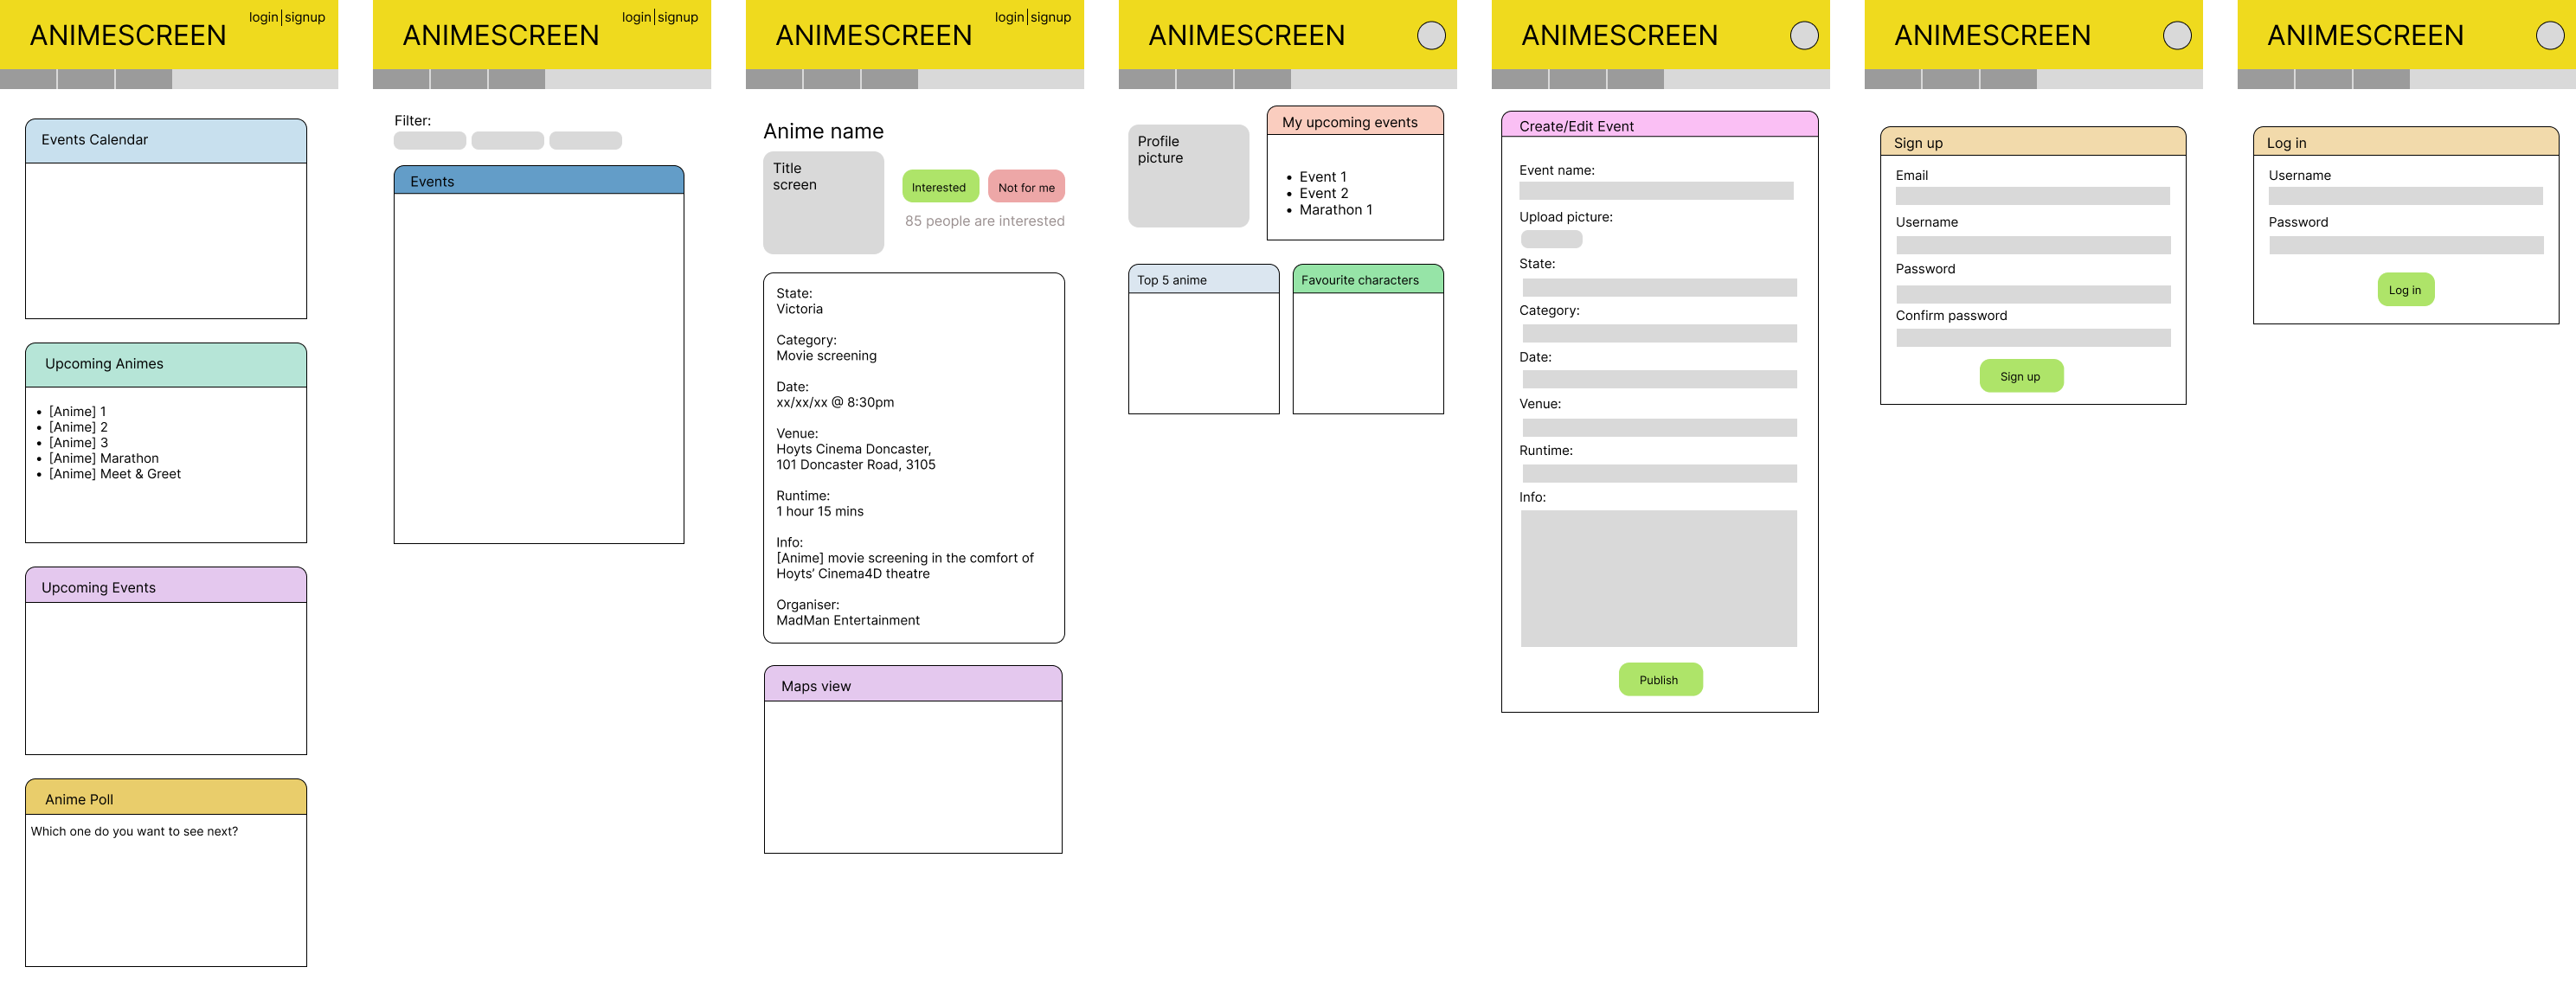 ANIMESCREEN
login|signup
Events Calendar
Upcoming Animes
• [Anime] 1
• [Anime] 2
• [Anime] 3
• [Anime] Marathon
• [Anime] Meet & Greet
Upcoming Events
Anime Poll
Which one do you want to see next?
ANIMESCREEN
login|signup
Filter:
Events
ANIMESCREEN
login|signup
Anime name
Title
screen
Interested
Not for me
85 people are interested
State:
Victoria
Category:
Movie screening
Date:
xx/xx/xx @ 8:30pm
Venue:
Hoyts Cinema Doncaster,
101 Doncaster Road, 3105
Runtime:
1 hour 15 mins
Info:
[Anime] movie screening in the comfort of
Hoyts’ Cinema4D theatre
Organiser:
MadMan Entertainment
Maps view
ANIMESCREEN
Profile
picture
My upcoming events
• Event 1
• Event 2
• Marathon 1
Top 5 anime
Favourite characters
ANIMESCREEN
Create/Edit Event
Event name:
Upload picture:
State:
Category:
Date:
Venue:
Runtime:
Info:
Publish
ANIMESCREEN
Sign up
Email
Username
Password
Confirm password
Sign up
ANIMESCREEN
Log in
Username
Password
Log in